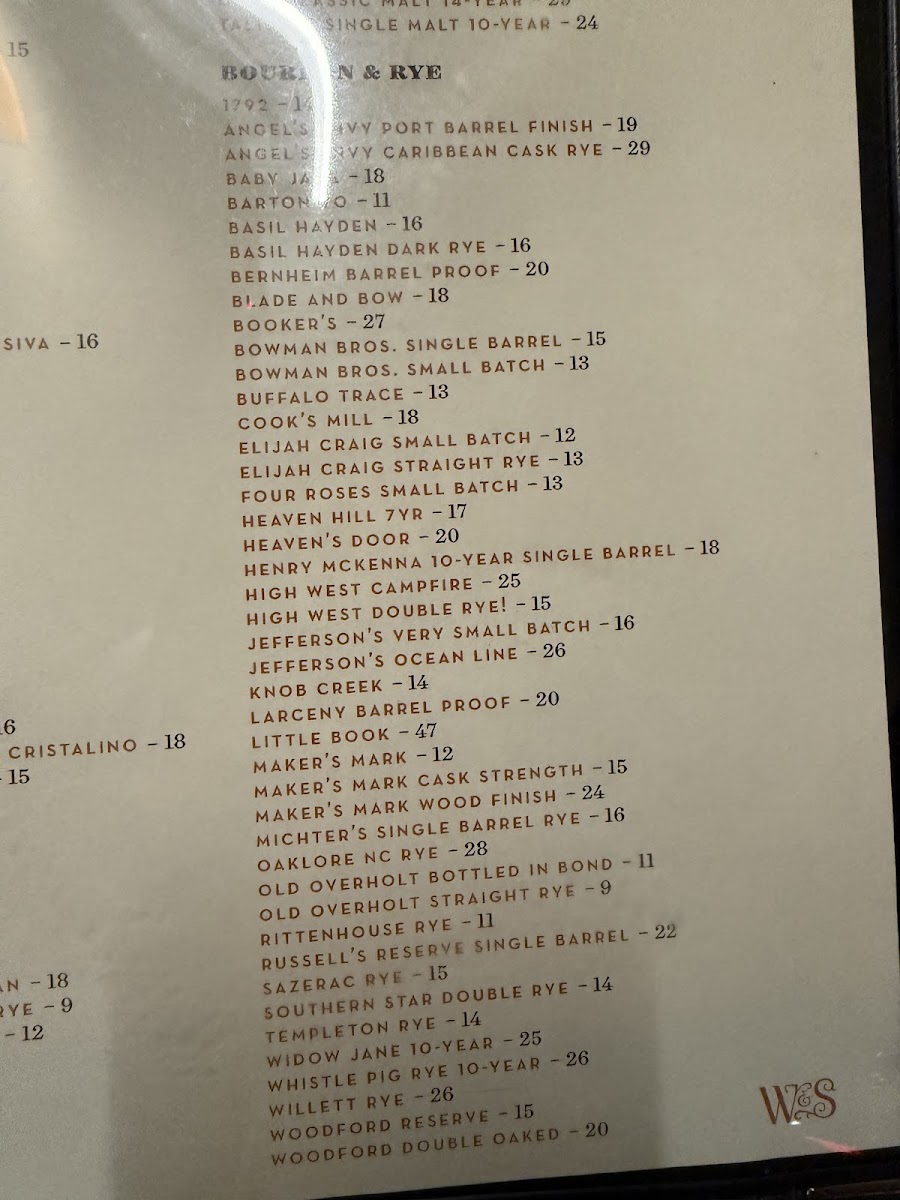 15
SIVA – 16
16
CRISTALINO – 18
– 15
AN – 18
RYE – 9
– 12
CLASSIC MALT 14-YEAR
SINGLE MALT 10-YEAR – 24
BOURBON & RYE
1792
ANGEL'S ENVY PORT BARREL FINISH – 19
ANGEL'S ENVY CARIBBEAN CASK RYE – 29
BABY – 18
BARTON – 11
BASIL HAYDEN – 16
BASIL HAYDEN DARK RYE – 16
BERNHEIM BARREL PROOF – 20
BLADE AND BOW – 18
BOOKER'S – 27
BOWMAN BROS. SINGLE BARREL – 15
BOWMAN BROS. SMALL BATCH – 13
BUFFALO TRACE – 13
COOK'S MILL – 18
ELIJAH CRAIG SMALL BATCH – 12
ELIJAH CRAIG STRAIGHT RYE – 13
FOUR ROSES SMALL BATCH – 13
HEAVEN HILL 7YR – 17
HEAVEN'S DOOR – 20
HENRY MCKENNA 10-YEAR SINGLE BARREL – 18
HIGH WEST CAMPFIRE – 25
HIGH WEST DOUBLE RYE! – 15
JEFFERSON'S VERY SMALL BATCH – 16
JEFFERSON'S OCEAN LINE – 26
KNOB CREEK – 14
LARCENY BARREL PROOF – 20
LITTLE BOOK – 47
MAKER'S MARK – 12
MAKER'S MARK CASK STRENGTH – 15
MAKER'S MARK WOOD FINISH – 24
MICHTER'S SINGLE BARREL RYE – 16
OAKLORE NC RYE – 28
OLD OVERHOLT BOTTLED IN BOND – 11
OLD OVERHOLT STRAIGHT RYE – 9
RITTENHOUSE RYE – 11
RUSSELL'S RESERVE SINGLE BARREL – 22
SAZERAC RYE – 15
SOUTHERN STAR DOUBLE RYE – 14
TEMPLETON RYE – 14
WIDOW JANE 10-YEAR – 25
WHISTLE PIG RYE 10-YEAR – 26
WILLETT RYE – 26
WOODFORD RESERVE – 15
WOODFORD DOUBLE OAKED – 20
W&S